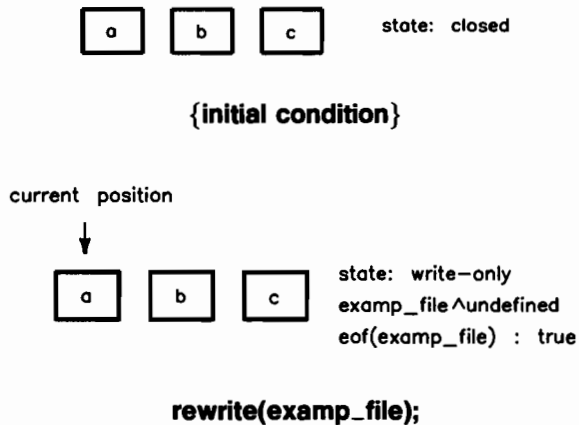 a b c state: closed
{initial condition}
current position
a b c state: write-only
examp_file^undefined
eof(examp_file) : true
rewrite(examp_file);